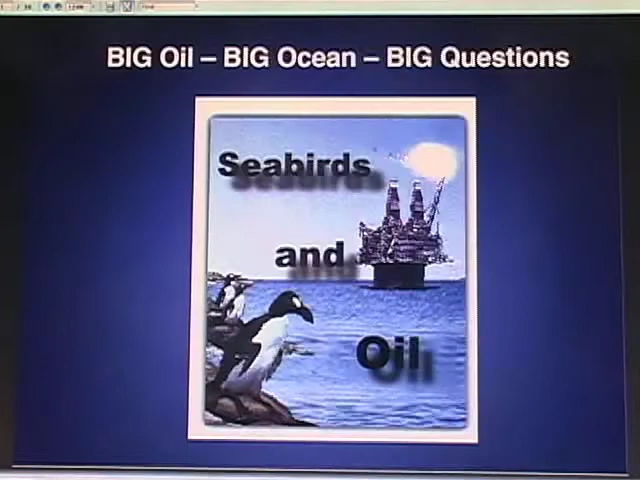 BIG Oil – BIG Ocean – BIG Questions
Seabirds
and
Oil